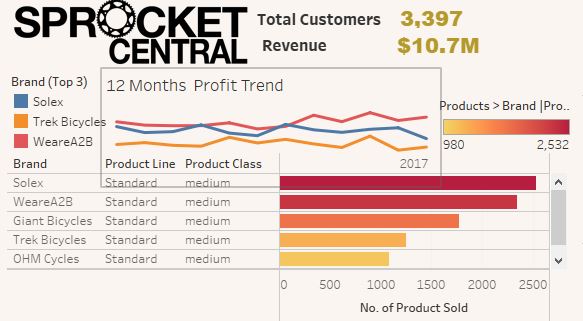 SPROCKET
CENTRAL
Total Customers 3,397
Revenue $10.7M
Brand (Top 3)
Solex
Trek Bicycles
WeareA2B
12 Months Profit Trend
Products > Brand |Pro..
980 2,532
Brand Product Line Product Class 2017
Solex Standard medium
WeareA2B Standard medium
Giant Bicycles Standard medium
Trek Bicycles Standard medium
OHM Cycles Standard medium
0 500 1000 1500 2000 2500
No. of Product Sold